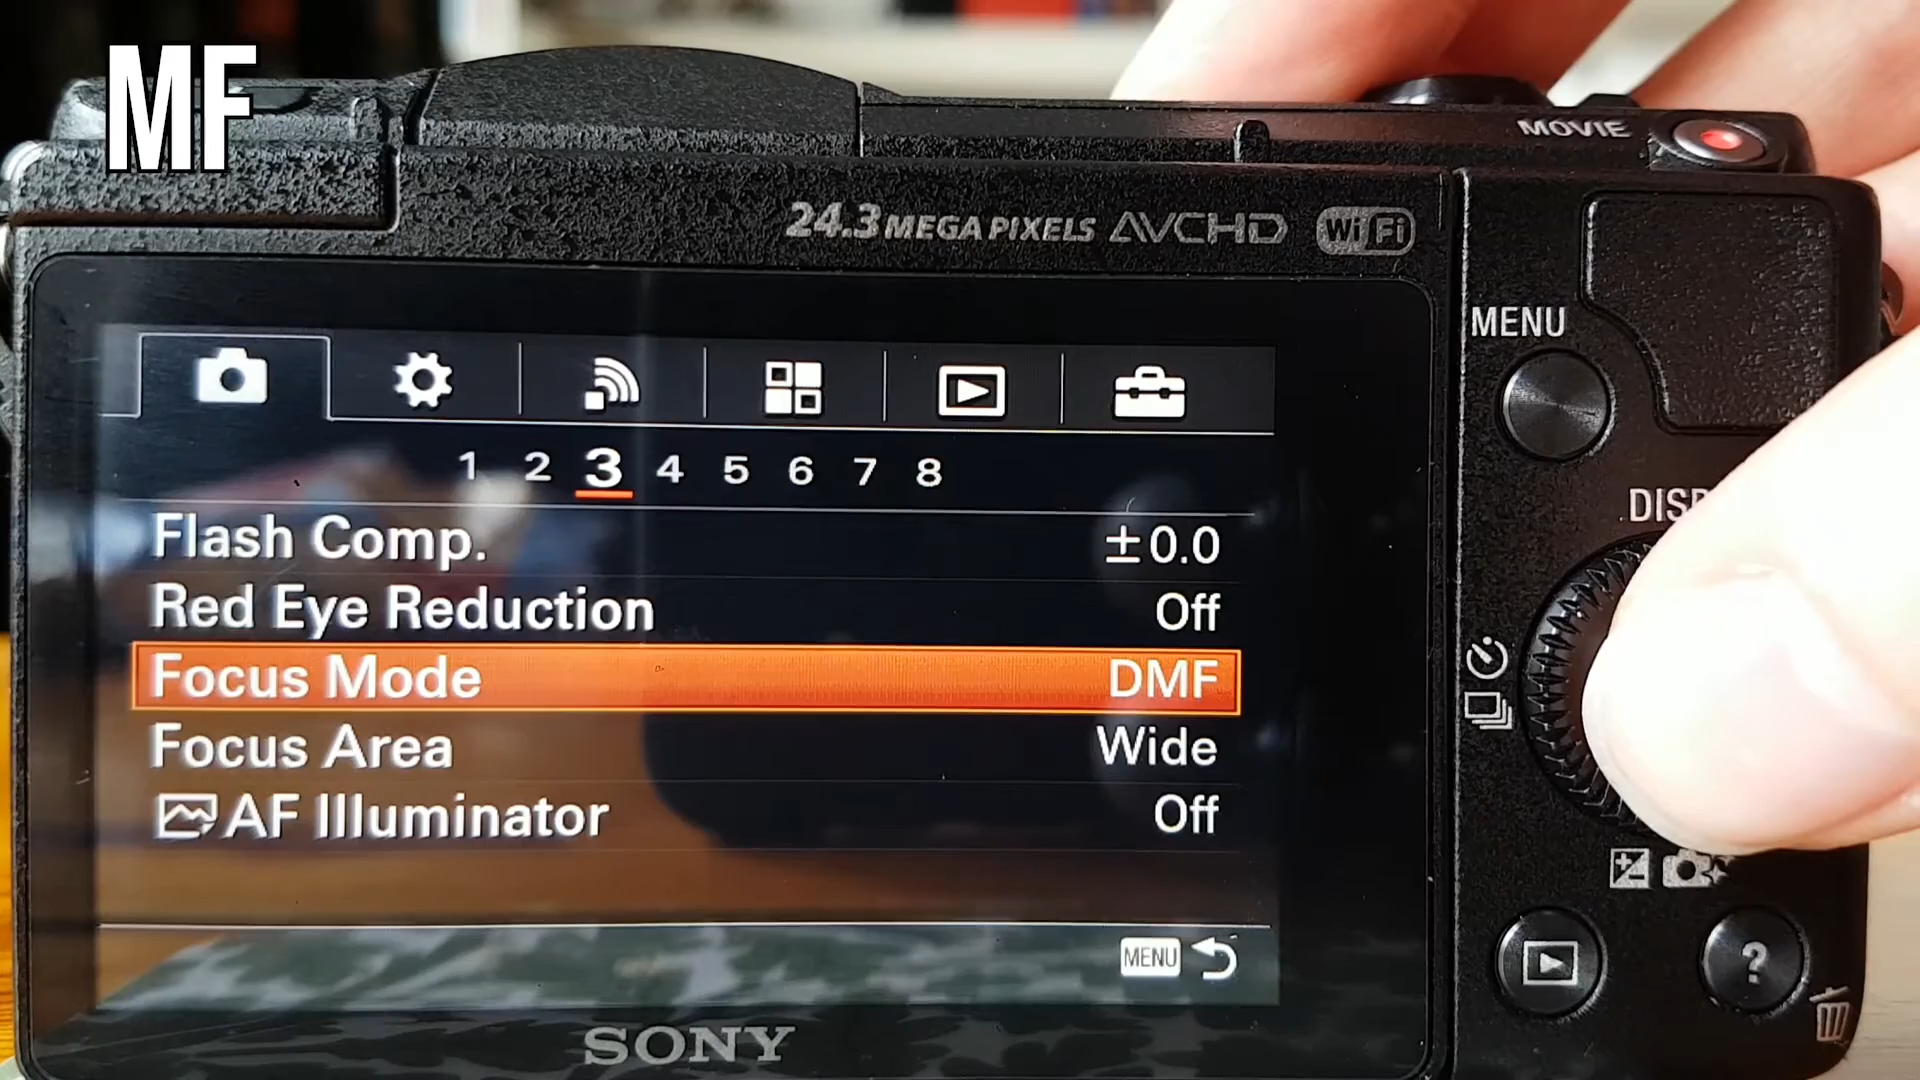 MF
MOVIE
24.3 MEGA PIXELS AVCHD Wi Fi
MENU
DISP
1 2 3 4 5 6 7 8
Flash Comp. ±0.0
Red Eye Reduction Off
Focus Mode DMF
Focus Area Wide
AF Illuminator Off
MENU
?
SONY